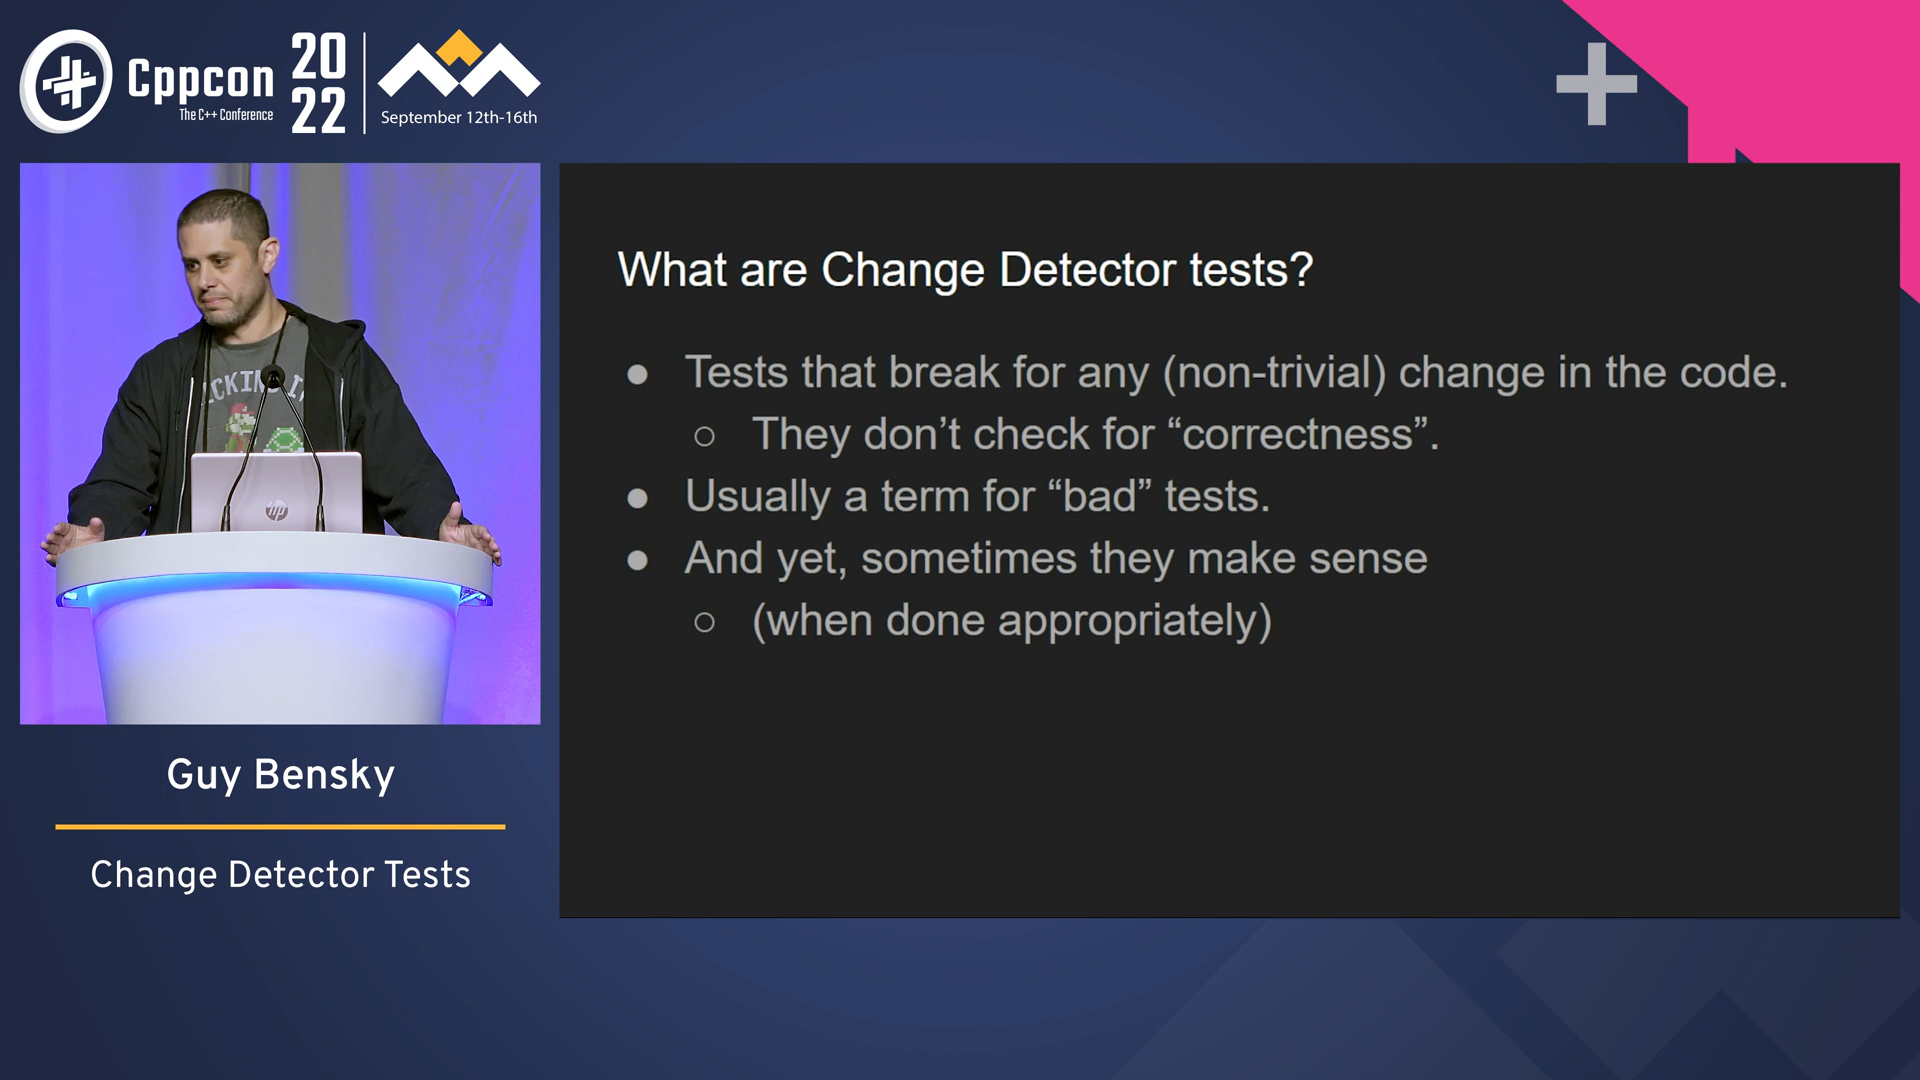 Cppcon
The C++ Conference
20
22
September 12th-16th
What are Change Detector tests?
● Tests that break for any (non-trivial) change in the code.
○ They don’t check for “correctness”.
● Usually a term for “bad” tests.
● And yet, sometimes they make sense
○ (when done appropriately)
hp
Guy Bensky
Change Detector Tests